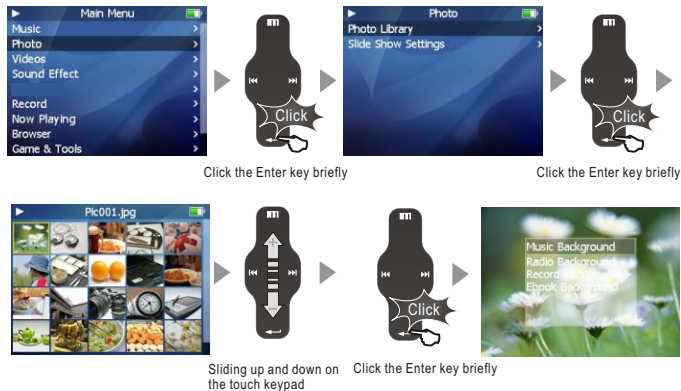 Main Menu
Music
Photo
Videos
Sound Effect
Record
Now Playing
Browser
Game & Tools
Click
Photo
Photo Library
Slide Show Settings
Click
Click the Enter key briefly
Click the Enter key briefly
Pic001.jpg
Click
Music Background
Radio Background
Record Background
Ebook Background
Sliding up and down on
the touch keypad
Click the Enter key briefly